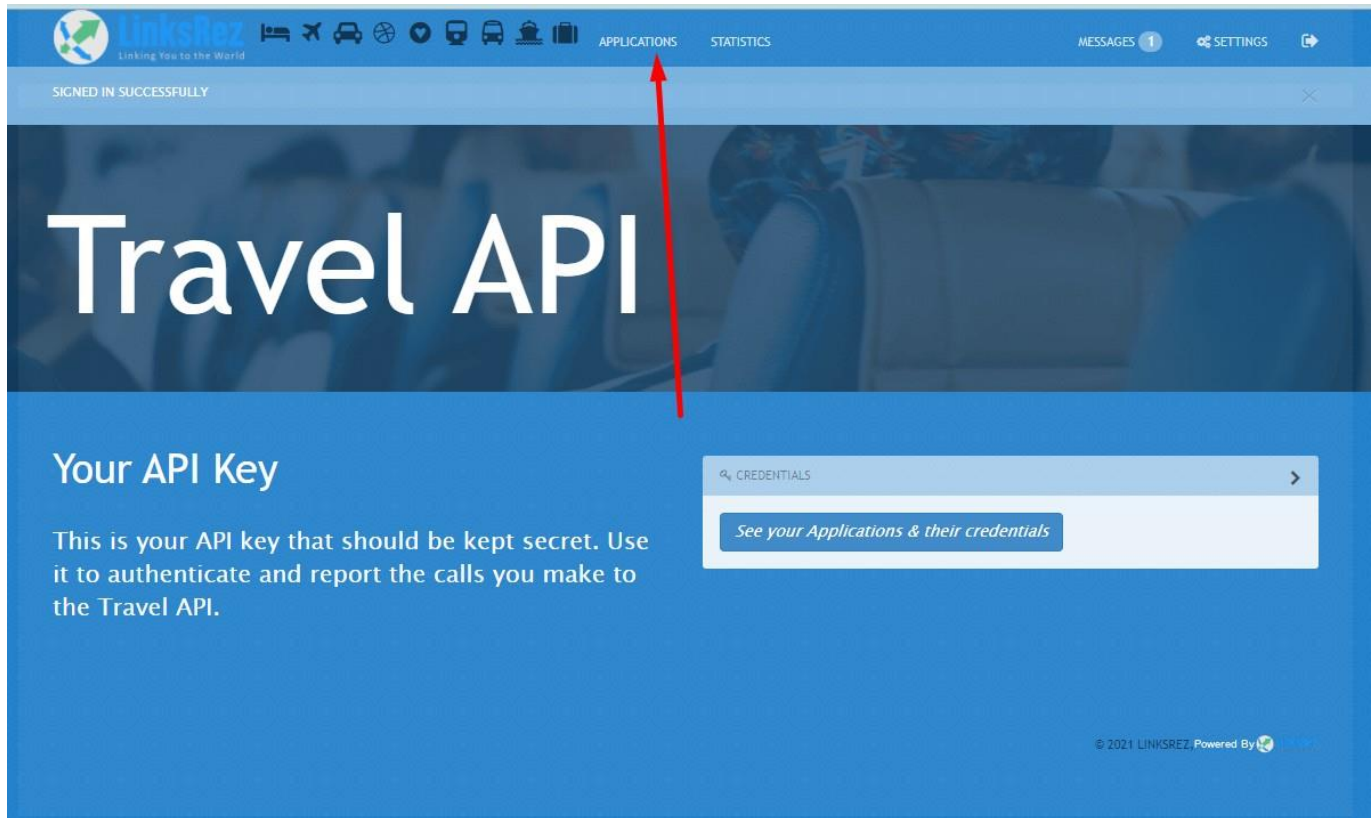 LinksRez
Linking You to the World
APPLICATIONS
STATISTICS
MESSAGES 1
SETTINGS
SIGNED IN SUCCESSFULLY
Travel API
Your API Key
This is your API key that should be kept secret. Use
it to authenticate and report the calls you make to
the Travel API.
CREDENTIALS
See your Applications & their credentials
© 2021 LINKSREZ, Powered By